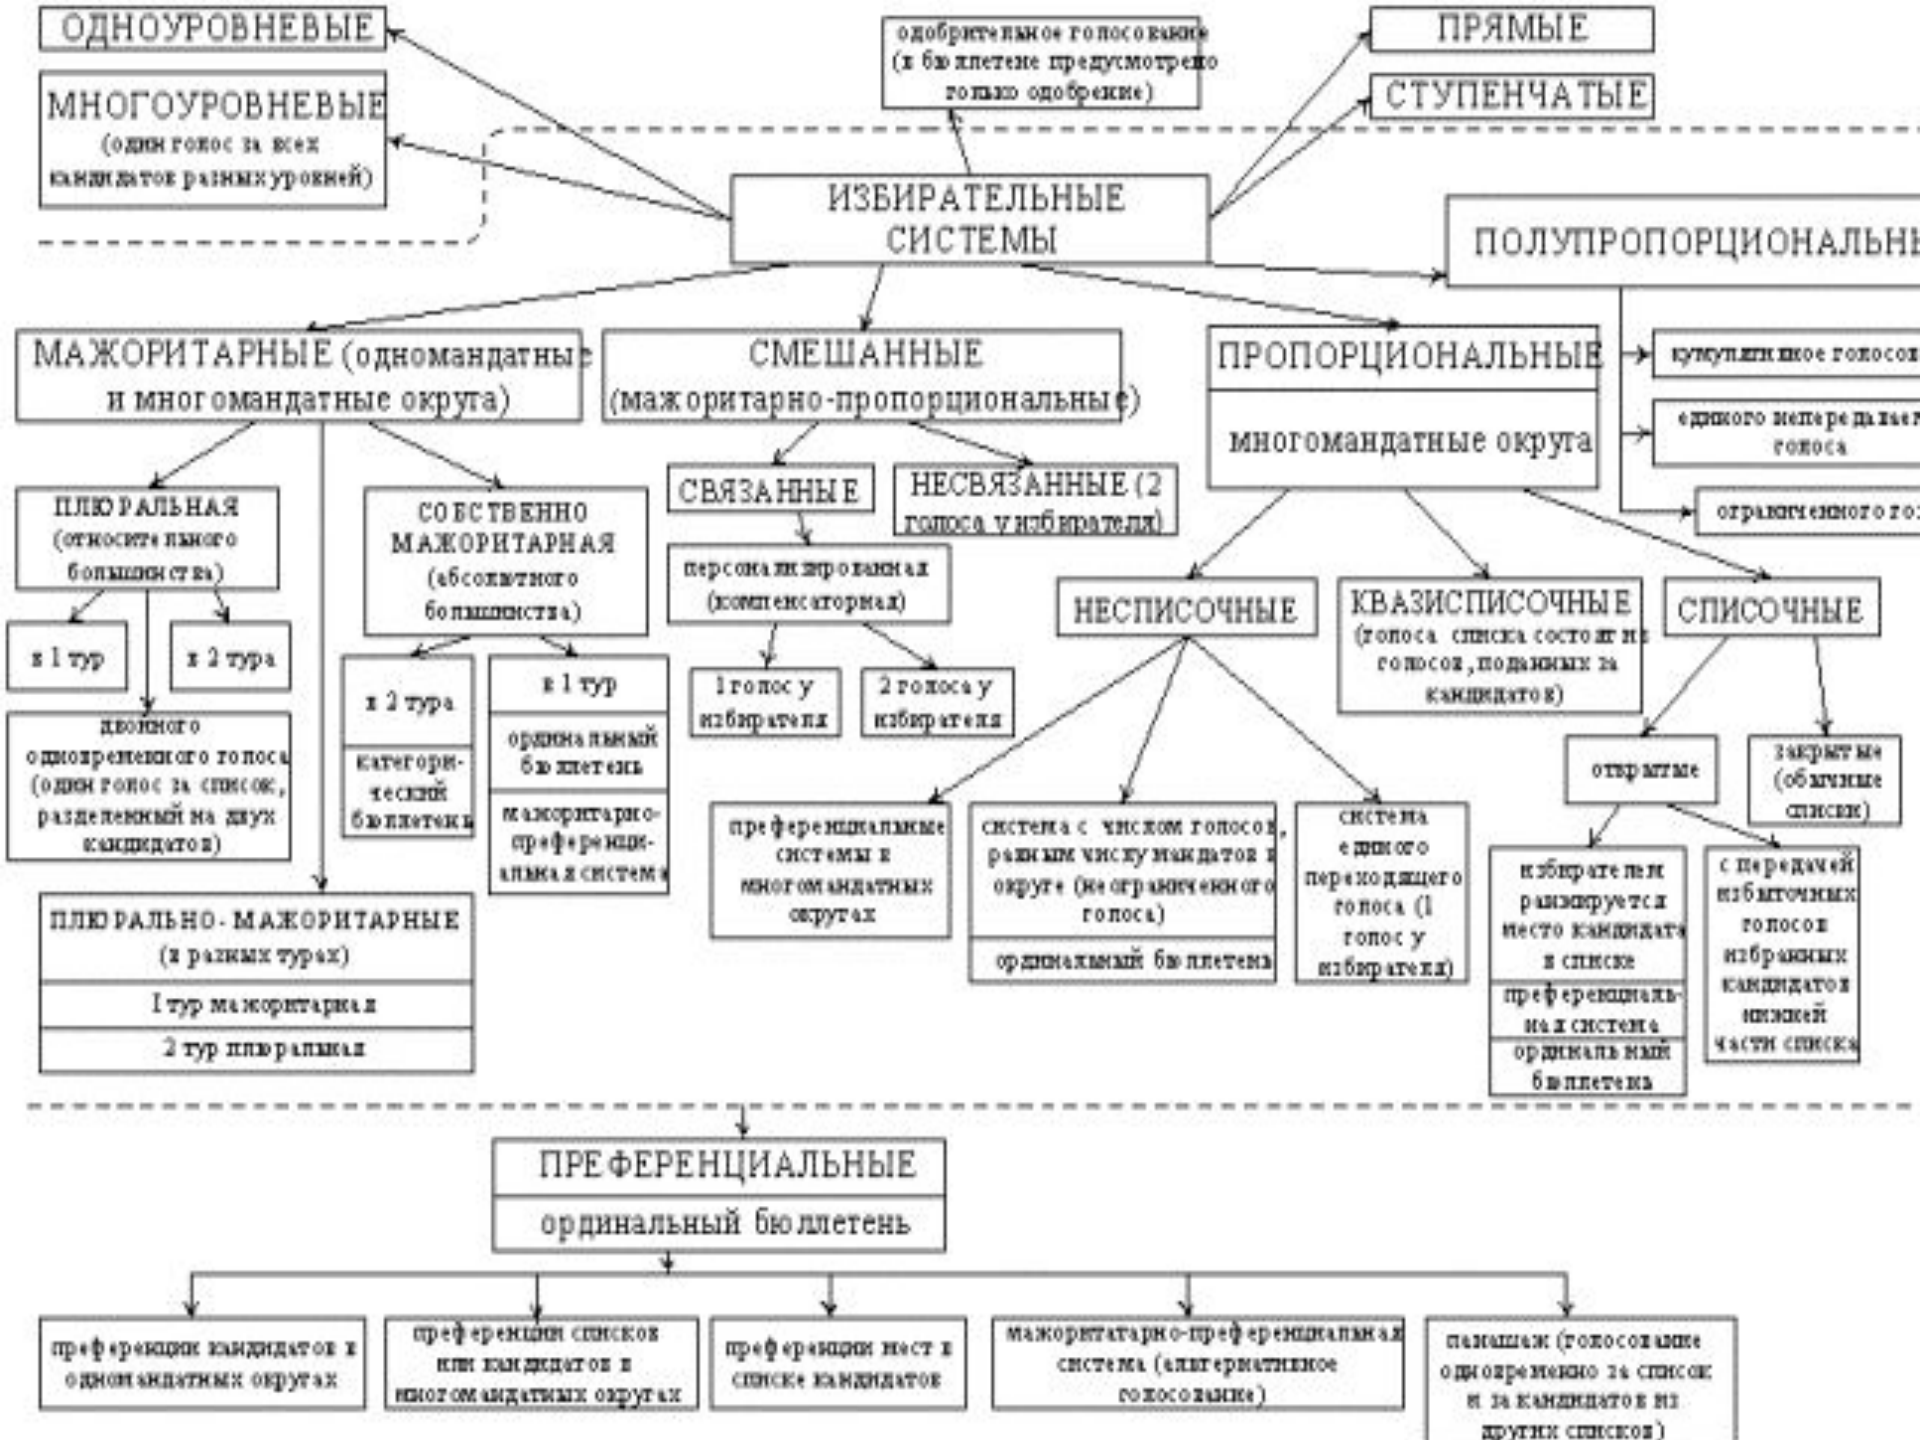 ОДНОУРОВНЕВЫЕ
МНОГОУРОВНЕВЫЕ
(один голос за всех
кандидатов разных уровней)
одобрительное голосование
(в бюллетене предусмотрено
только одобрение)
ПРЯМЫЕ
СТУПЕНЧАТЫЕ
ИЗБИРАТЕЛЬНЫЕ
СИСТЕМЫ
ПОЛУПРОПОРЦИОНАЛЬНЫ
кумулятивное голосов
единого непередавае
голоса
ограниченного го
МАЖОРИТАРНЫЕ (одномандатные
и многомандатные округа)
СМЕШАННЫЕ
(мажоритарно-пропорциональные)
ПРОПОРЦИОНАЛЬНЫЕ
многомандатные округа
ПЛЮРАЛЬНАЯ
(относительного
большинства)
в 1 тур
в 2 тура
двойного
одновременного голоса
(один голос за список,
разделенный на двух
кандидатов)
СОБСТВЕННО
МАЖОРИТАРНАЯ
(абсолютного
большинства)
в 2 тура
категори-
ческий
бюллетень
в 1 тур
ординальный
бюллетень
мажоритарно-
преференци-
альная система
ПЛЮРАЛЬНО- МАЖОРИТАРНЫЕ
(в разных турах)
1 тур мажоритарная
2 тур плюральная
СВЯЗАННЫЕ
НЕСВЯЗАННЫЕ (2
голоса у избирателя)
персонализированная
(компенсаторная)
1 голос у
избирателя
2 голоса у
избирателя
НЕСПИСОЧНЫЕ
КВАЗИСПИСОЧНЫЕ
(голоса списка состоят из
голосов, поданных за
кандидатов)
СПИСОЧНЫЕ
преференциальные
системы в
многомандатных
округах
система с числом голосов,
равным числу мандатов в
округе (неограниченного
голоса)
ординальный бюллетень
система
единого
переходящего
голоса (1
голос у
избирателя)
открытые
закрытые
(обычные
списки)
избирателем
ранжируется
место кандидата
в списке
преференциаль-
ная система
ординальный
бюллетень
с передачей
избыточных
голосов
избранных
кандидатов
нижней
части списка
ПРЕФЕРЕНЦИАЛЬНЫЕ
ординальный бюллетень
преференции кандидатов в
одномандатных округах
преференции списков
или кандидатов в
многомандатных округах
преференции мест в
списке кандидатов
мажоритатарно-преференциальная
система (альтернативное
голосование)
панашаж (голосование
одновременно за список
и за кандидатов из
других списков)